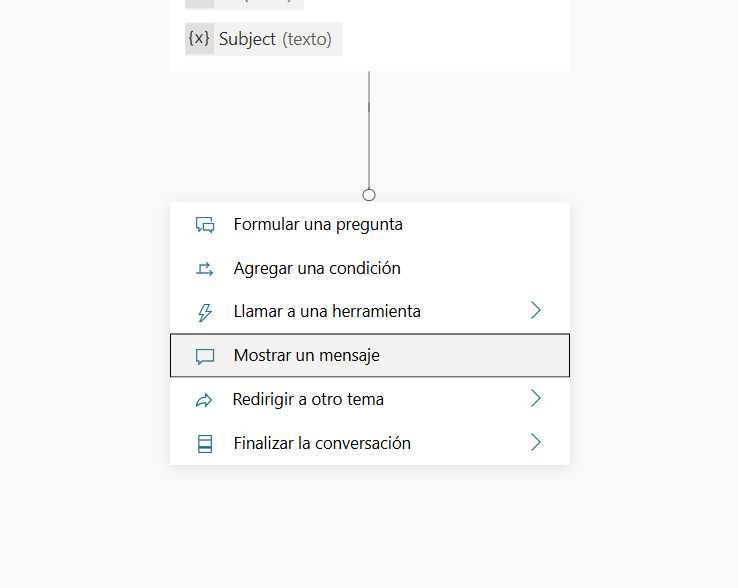 {x} Subject (texto)
Formular una pregunta
Agregar una condición
Llamar a una herramienta
Mostrar un mensaje
Redirigir a otro tema
Finalizar la conversación